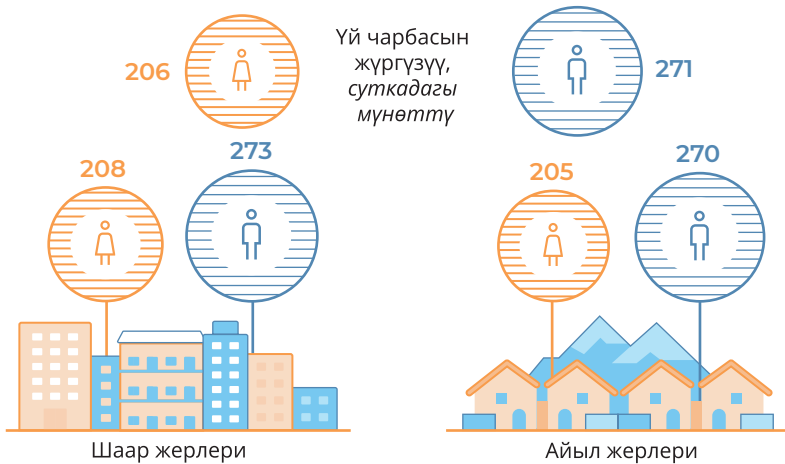 206
Үй чарбасын
жүргүзүү,
суткадагы
мүнөттү
271
208
273
205
270
Шаар жерлери
Айыл жерлери